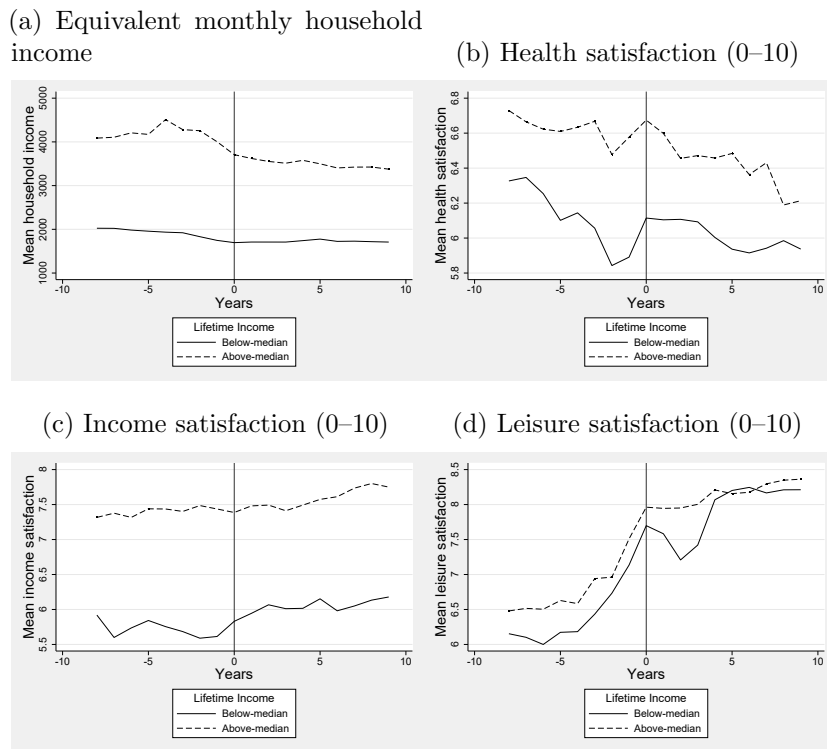 (a) Equivalent monthly household
income
(b) Health satisfaction (0–10)
Mean household income
1000 2000 3000 4000 5000
-10 -5 0 5 10
Years
Lifetime Income
Below-median
Above-median
Mean health satisfaction
5.8 6 6.2 6.4 6.6 6.8
-10 -5 0 5 10
Years
Lifetime Income
Below-median
Above-median
(c) Income satisfaction (0–10)
(d) Leisure satisfaction (0–10)
Mean income satisfaction
5.5 6 6.5 7 7.5 8
-10 -5 0 5 10
Years
Lifetime Income
Below-median
Above-median
Mean leisure satisfaction
6 6.5 7 7.5 8 8.5
-10 -5 0 5 10
Years
Lifetime Income
Below-median
Above-median